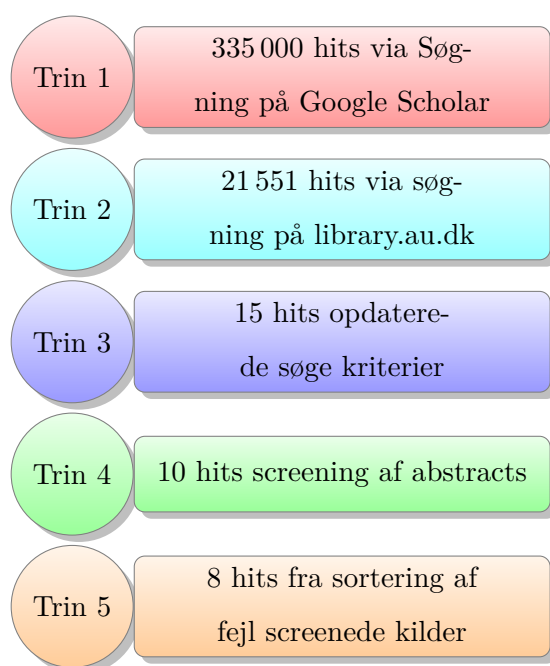 Trin 1
335 000 hits via Søg-
ning på Google Scholar
Trin 2
21 551 hits via søg-
ning på library.au.dk
Trin 3
15 hits opdatere-
de søge kriterier
Trin 4
10 hits screening af abstracts
Trin 5
8 hits fra sortering af
fejl screenede kilder